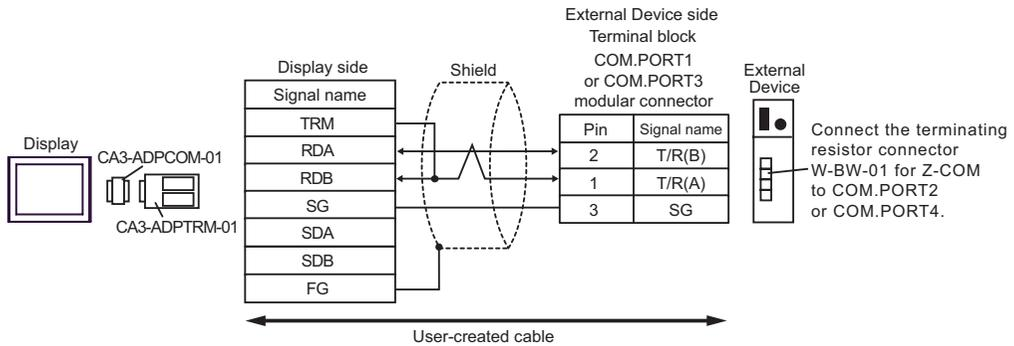 External Device side
Terminal block
COM.PORT1
or COM.PORT3
modular connector
Display side
Shield
External
Device
Signal name
TRM
RDA
RDB
SG
SDA
SDB
FG
Pin
Signal name
2
T/R(B)
1
T/R(A)
3
SG
Display
CA3-ADPCOM-01
CA3-ADPTRM-01
Connect the terminating
resistor connector
W-BW-01 for Z-COM
to COM.PORT2
or COM.PORT4.
User-created cable